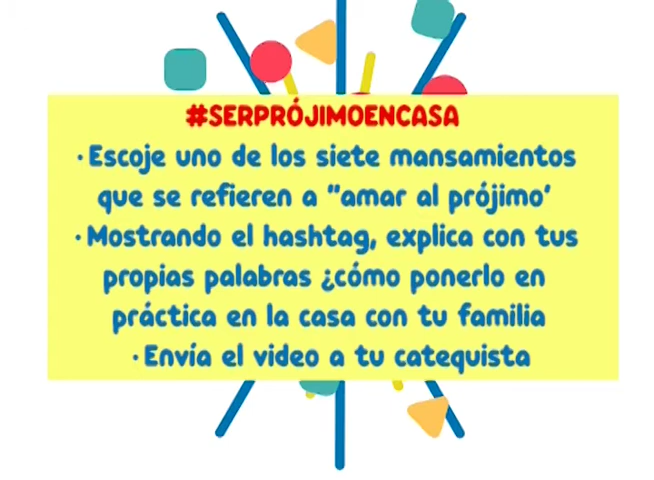 #SERPRÓJIMOENCASA
· Escoje uno de los siete mansamientos
que se refieren a "amar al prójimo'
· Mostrando el hashtag, explica con tus
propias palabras ¿cómo ponerlo en
práctica en la casa con tu familia
· Envía el video a tu catequista